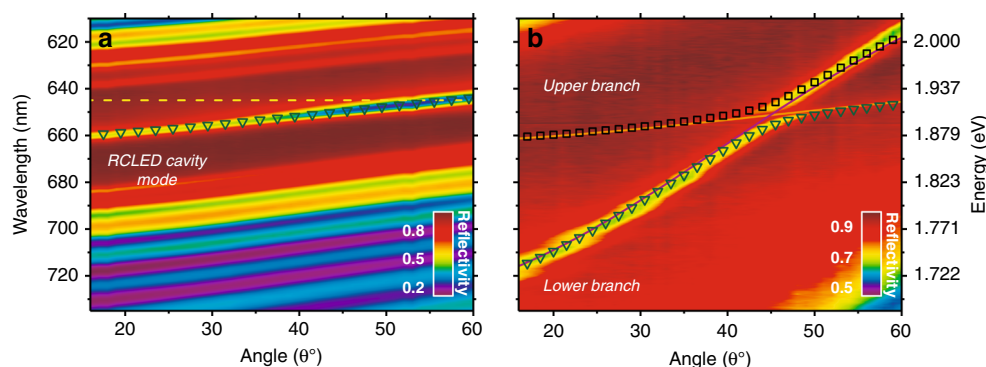 a
620
640
660
680
700
720
Wavelength (nm)
RCLED cavity
mode
Reflectivity
0.8
0.5
0.2
20
30
40
50
60
Angle (θ°)
b
Upper branch
Lower branch
Reflectivity
0.9
0.7
0.5
2.000
1.937
1.879
1.823
1.771
1.722
Energy (eV)
20
30
40
50
60
Angle (θ°)